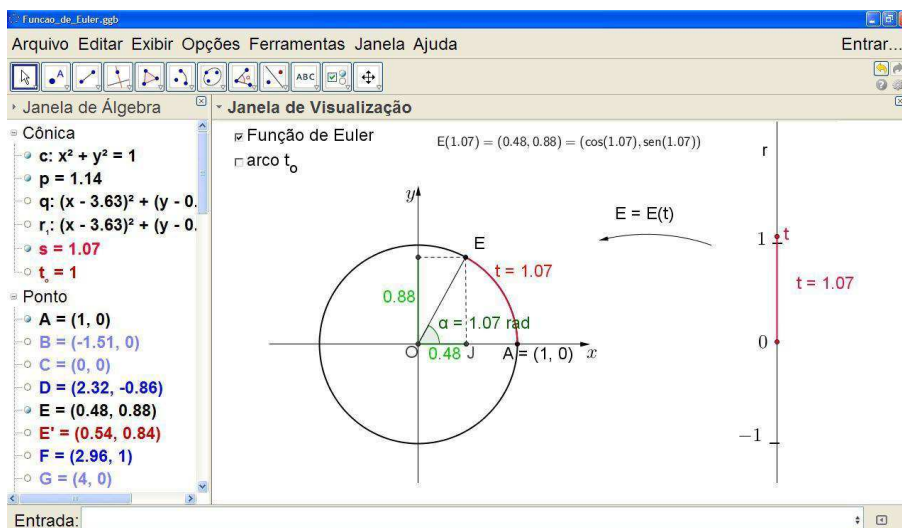 Funcao_de_Euler.ggb
Arquivo Editar Exibir Opções Ferramentas Janela Ajuda
Entrar...
ABC
Janela de Álgebra
Janela de Visualização
Cônica
c: x² + y² = 1
p = 1.14
q: (x - 3.63)² + (y - 0.
r₁: (x - 3.63)² + (y - 0.
s = 1.07
tₒ = 1
Ponto
A = (1, 0)
B = (-1.51, 0)
C = (0, 0)
D = (2.32, -0.86)
E = (0.48, 0.88)
E' = (0.54, 0.84)
F = (2.96, 1)
G = (4, 0)
Função de Euler
arco tₒ
E(1.07) = (0.48, 0.88) = (cos(1.07), sen(1.07))
y
E
t = 1.07
0.88
α = 1.07 rad
O
0.48
J
A = (1, 0)
x
E = E(t)
r
1
t
t = 1.07
0
−1
Entrada: